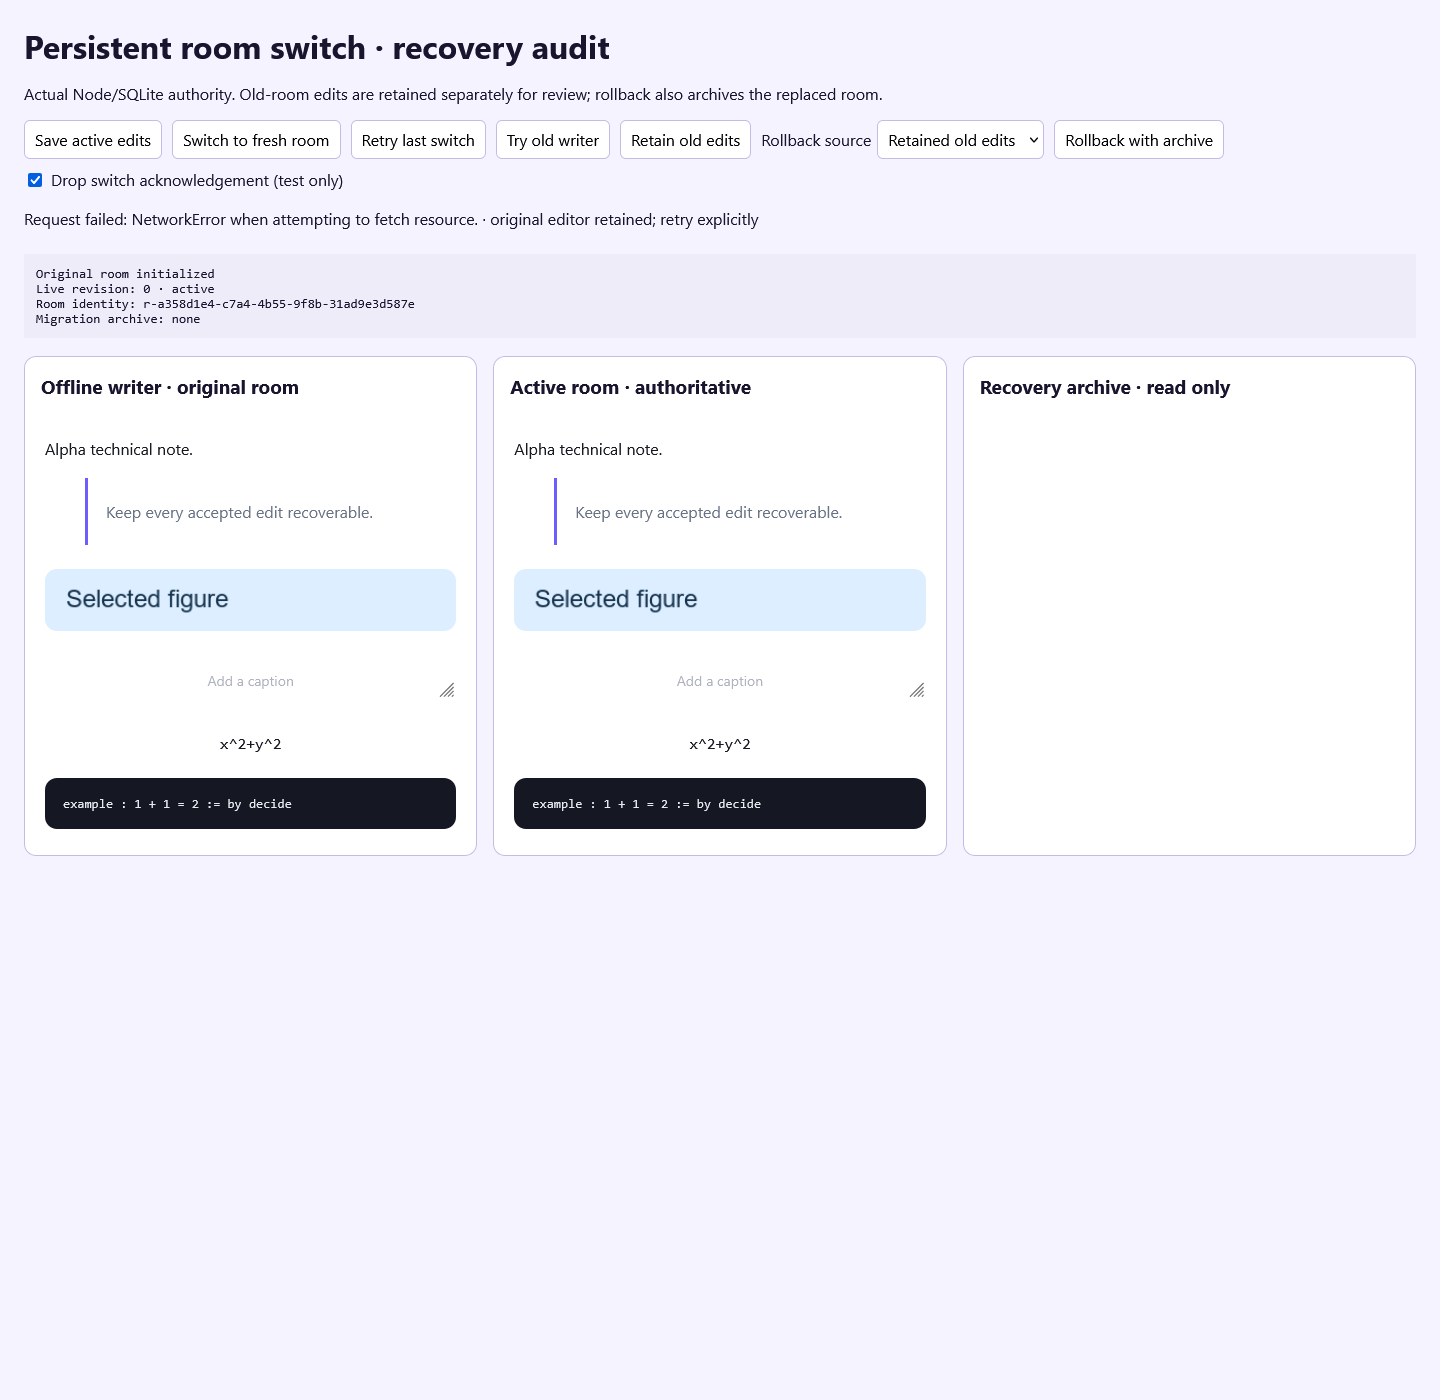 Persistent room switch · recovery audit
Actual Node/SQLite authority. Old-room edits are retained separately for review; rollback also archives the replaced room.
Save active edits Switch to fresh room Retry last switch Try old writer Retain old edits Rollback source Retained old edits Rollback with archive
Drop switch acknowledgement (test only)
Request failed: NetworkError when attempting to fetch resource. · original editor retained; retry explicitly
Original room initialized
Live revision: 0 · active
Room identity: r-a358d1e4-c7a4-4b55-9f8b-31ad9e3d587e
Migration archive: none
Offline writer · original room
Alpha technical note.
Keep every accepted edit recoverable.
Selected figure
Add a caption
x^2+y^2
example : 1 + 1 = 2 := by decide
Active room · authoritative
Alpha technical note.
Keep every accepted edit recoverable.
Selected figure
Add a caption
x^2+y^2
example : 1 + 1 = 2 := by decide
Recovery archive · read only